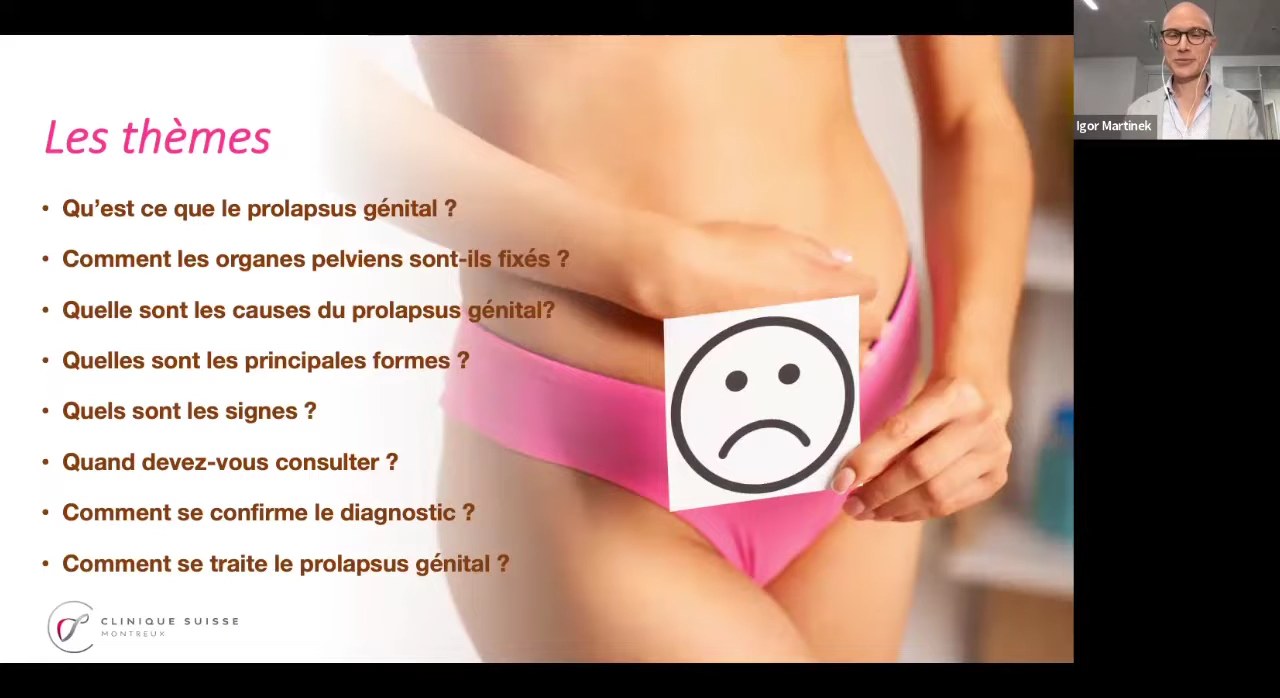 Les thèmes
• Qu’est ce que le prolapsus génital ?
• Comment les organes pelviens sont-ils fixés ?
• Quelle sont les causes du prolapsus génital?
• Quelles sont les principales formes ?
• Quels sont les signes ?
• Quand devez-vous consulter ?
• Comment se confirme le diagnostic ?
• Comment se traite le prolapsus génital ?
CLINIQUE SUISSE
MONTREUX
Igor Martinek